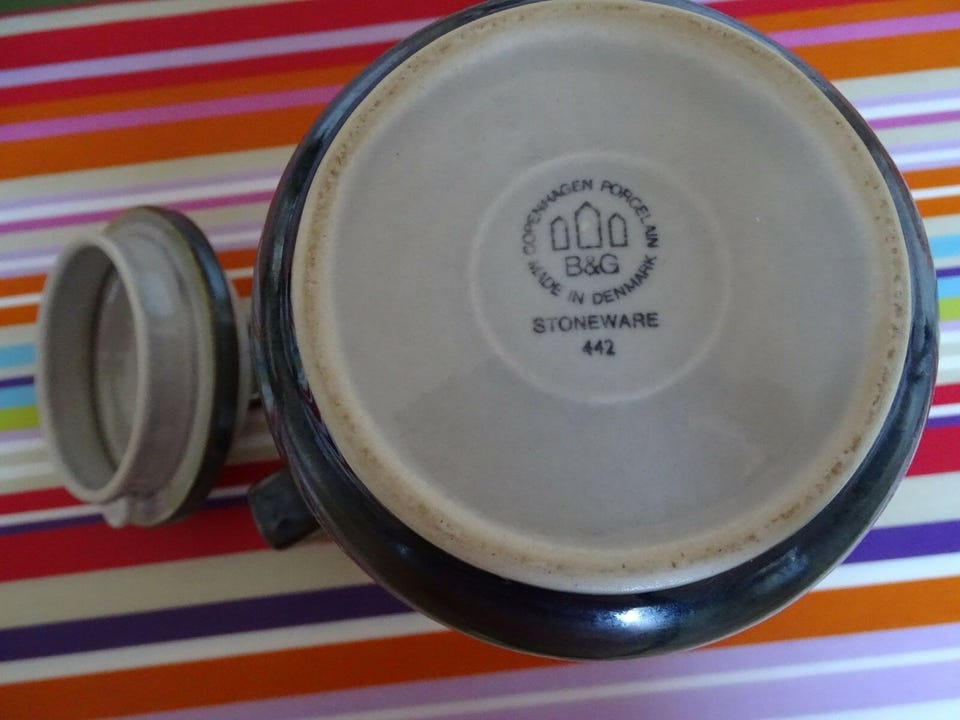 COPENHAGEN PORCELAIN
B&G
MADE IN DENMARK
STONEWARE
442